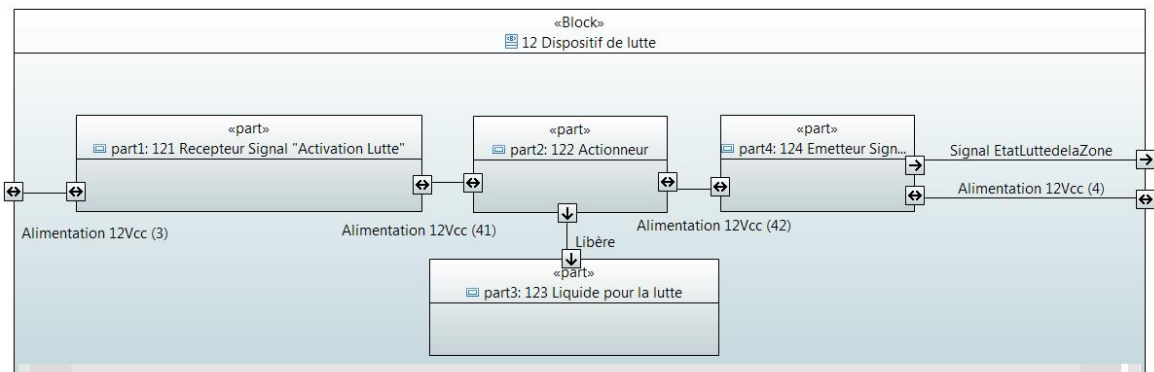 «Block»
12 Dispositif de lutte
«part»
part1: 121 Recepteur Signal "Activation Lutte"
«part»
part2: 122 Actionneur
«part»
part4: 124 Emetteur Sign...
Signal EtatLuttedelaZone
Alimentation 12Vcc (4)
Alimentation 12Vcc (3)
Alimentation 12Vcc (41)
Alimentation 12Vcc (42)
Libère
«part»
part3: 123 Liquide pour la lutte